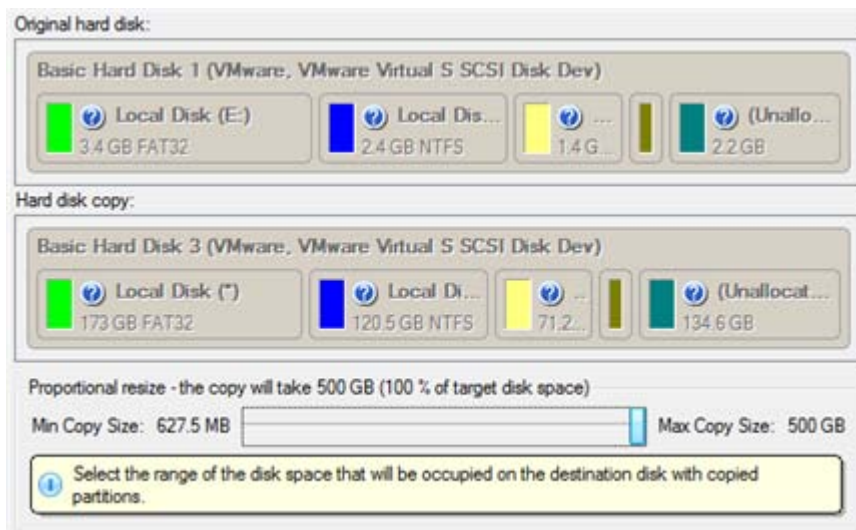 Original hard disk:
Basic Hard Disk 1 (VMware, VMware Virtual S SCSI Disk Dev)
Local Disk (E:) Local Dis... ... (Unallo...
3.4 GB FAT32 2.4 GB NTFS 1.4 G... 2.2 GB
Hard disk copy:
Basic Hard Disk 3 (VMware, VMware Virtual S SCSI Disk Dev)
Local Disk (*) Local Di... ... (Unallocat...
173 GB FAT32 120.5 GB NTFS 71.2... 134.6 GB
Proportional resize - the copy will take 500 GB (100 % of target disk space)
Min Copy Size: 627.5 MB Max Copy Size: 500 GB
Select the range of the disk space that will be occupied on the destination disk with copied
partitions.